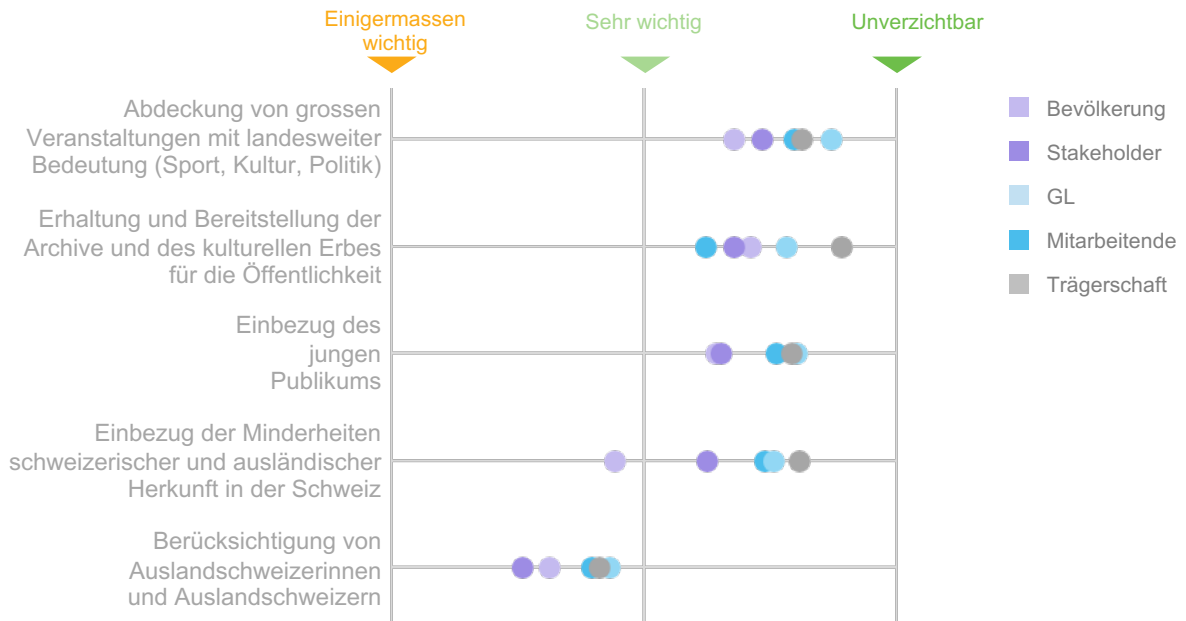 Einigermassen
wichtig
Sehr wichtig
Unverzichtbar
Abdeckung von grossen
Veranstaltungen mit landesweiter
Bedeutung (Sport, Kultur, Politik)
Erhaltung und Bereitstellung der
Archive und des kulturellen Erbes
für die Öffentlichkeit
Einbezug des
jungen
Publikums
Einbezug der Minderheiten
schweizerischer und ausländischer
Herkunft in der Schweiz
Berücksichtigung von
Auslandschweizerinnen
und Auslandschweizern
Bevölkerung
Stakeholder
GL
Mitarbeitende
Trägerschaft